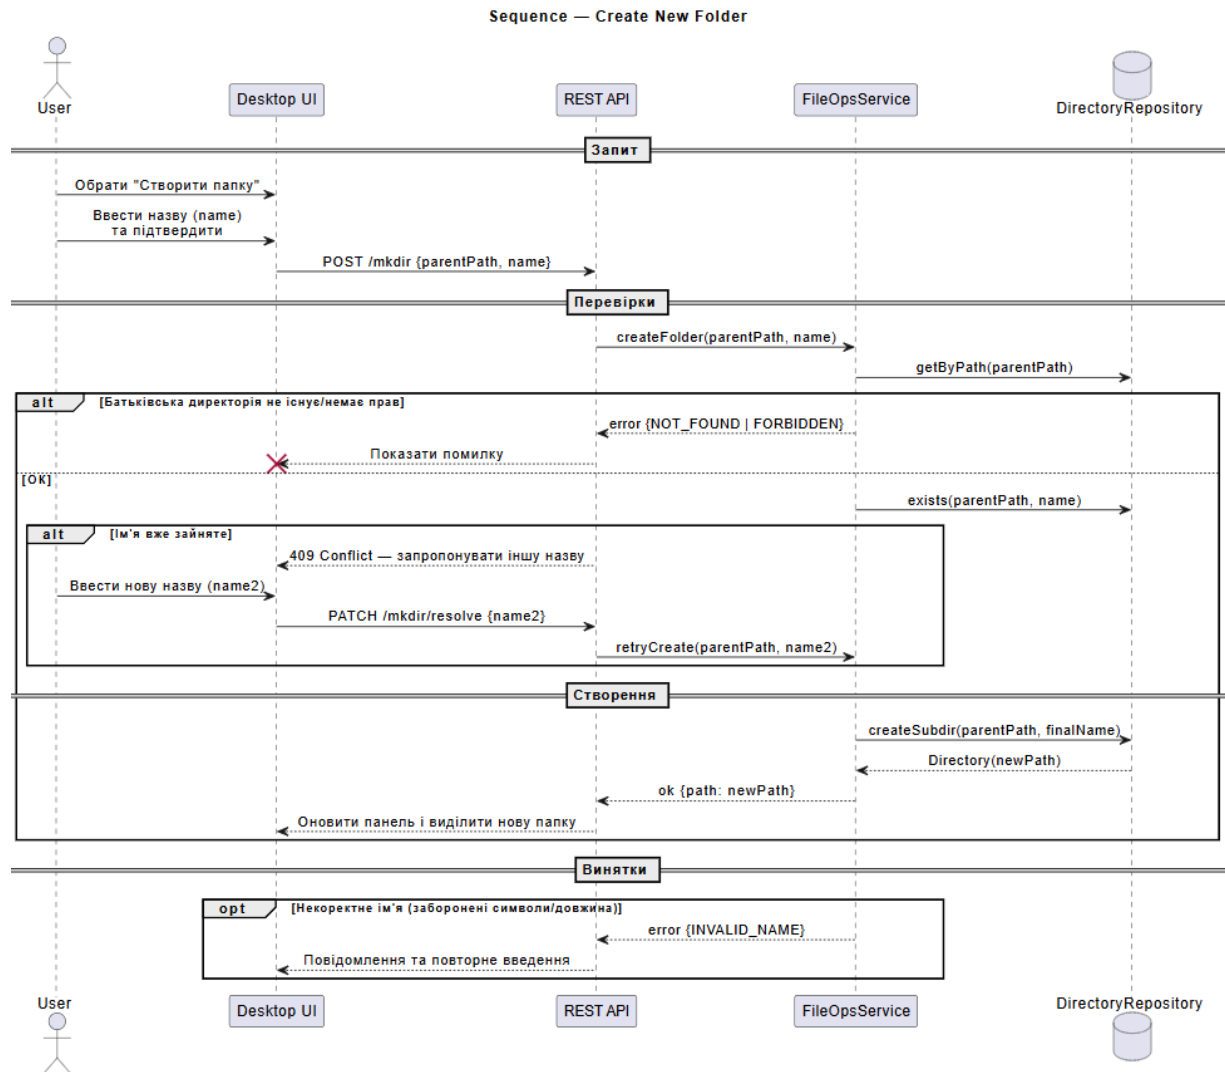 Sequence — Create New Folder
User
Desktop UI
REST API
FileOpsService
DirectoryRepository
Запит
Обрати "Створити папку"
Ввести назву (name)
та підтвердити
POST /mkdir {parentPath, name}
Перевірки
createFolder(parentPath, name)
getByPath(parentPath)
alt
[Батьківська директорія не існує/немає прав]
error {NOT_FOUND | FORBIDDEN}
Показати помилку
[OK]
exists(parentPath, name)
alt
[Ім'я вже зайняте]
409 Conflict — запропонувати іншу назву
Ввести нову назву (name2)
PATCH /mkdir/resolve {name2}
retryCreate(parentPath, name2)
Створення
createSubdir(parentPath, finalName)
Directory(newPath)
ok {path: newPath}
Оновити панель і виділити нову папку
Винятки
opt
[Некоректне ім'я (заборонені символи/довжина)]
error {INVALID_NAME}
Повідомлення та повторне введення
User
Desktop UI
REST API
FileOpsService
DirectoryRepository